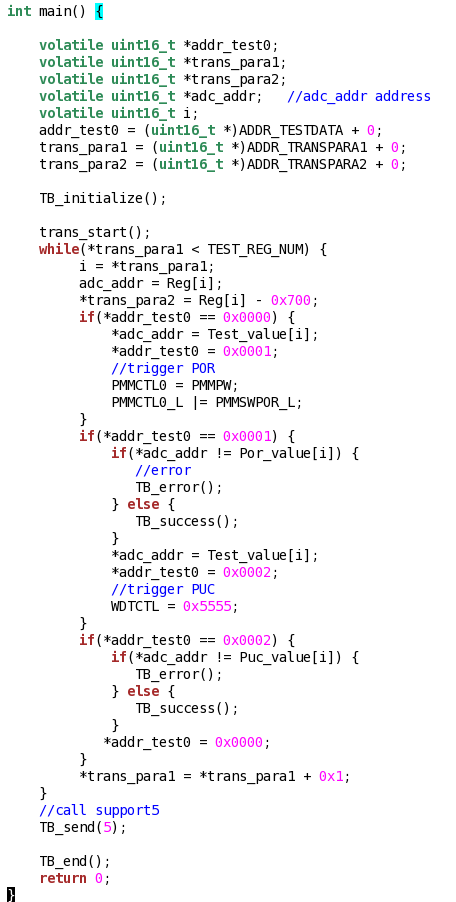 int main() {

    volatile uint16_t *addr_test0;
    volatile uint16_t *trans_para1;
    volatile uint16_t *trans_para2;
    volatile uint16_t *adc_addr;   //adc_addr address
    volatile uint16_t i;
    addr_test0 = (uint16_t *)ADDR_TESTDATA + 0;
    trans_para1 = (uint16_t *)ADDR_TRANSPARA1 + 0;
    trans_para2 = (uint16_t *)ADDR_TRANSPARA2 + 0;

    TB_initialize();

    trans_start();
    while(*trans_para1 < TEST_REG_NUM) {
         i = *trans_para1;
         adc_addr = Reg[i];
         *trans_para2 = Reg[i] - 0x700;
         if(*addr_test0 == 0x0000) {
             *adc_addr = Test_value[i];
             *addr_test0 = 0x0001;
             //trigger POR
             PMMCTL0 = PMMPW;
             PMMCTL0_L |= PMMSWPOR_L;
         }
         if(*addr_test0 == 0x0001) {
             if(*adc_addr != Por_value[i]) {
                //error
                TB_error();
             } else {
                TB_success();
             }
             *adc_addr = Test_value[i];
             *addr_test0 = 0x0002;
             //trigger PUC
             WDTCTL = 0x5555;
         }
         if(*addr_test0 == 0x0002) {
             if(*adc_addr != Puc_value[i]) {
                TB_error();
             } else {
                TB_success();
             }
            *addr_test0 = 0x0000;
         }
         *trans_para1 = *trans_para1 + 0x1;
    }
    //call support5
    TB_send(5);

    TB_end();
    return 0;
}